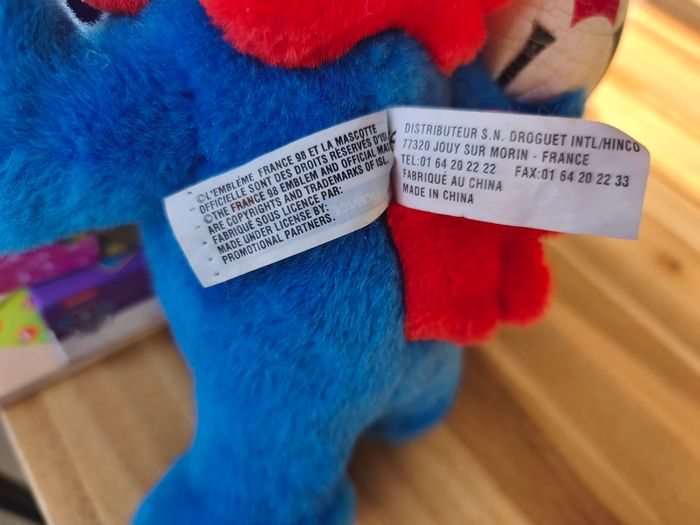 ©L'EMBLÈME FRANCE 98 ET LA MASCOTTE
OFFICIELLE SONT DES DROITS RÉSERVÉS D'ISL
©THE FRANCE 98 EMBLEM AND OFFICIAL MAS
ARE COPYRIGHTS AND TRADEMARKS OF ISL.
FABRIQUÉ SOUS LICENCE PAR:
MADE UNDER LICENSE BY:
PROMOTIONAL PARTNERS.
DISTRIBUTEUR S.N. DROGUET INTL/HINCO
77320 JOUY SUR MORIN - FRANCE
TEL:01 64 20 22 22 FAX:01 64 20 22 33
FABRIQUÉ AU CHINA
MADE IN CHINA